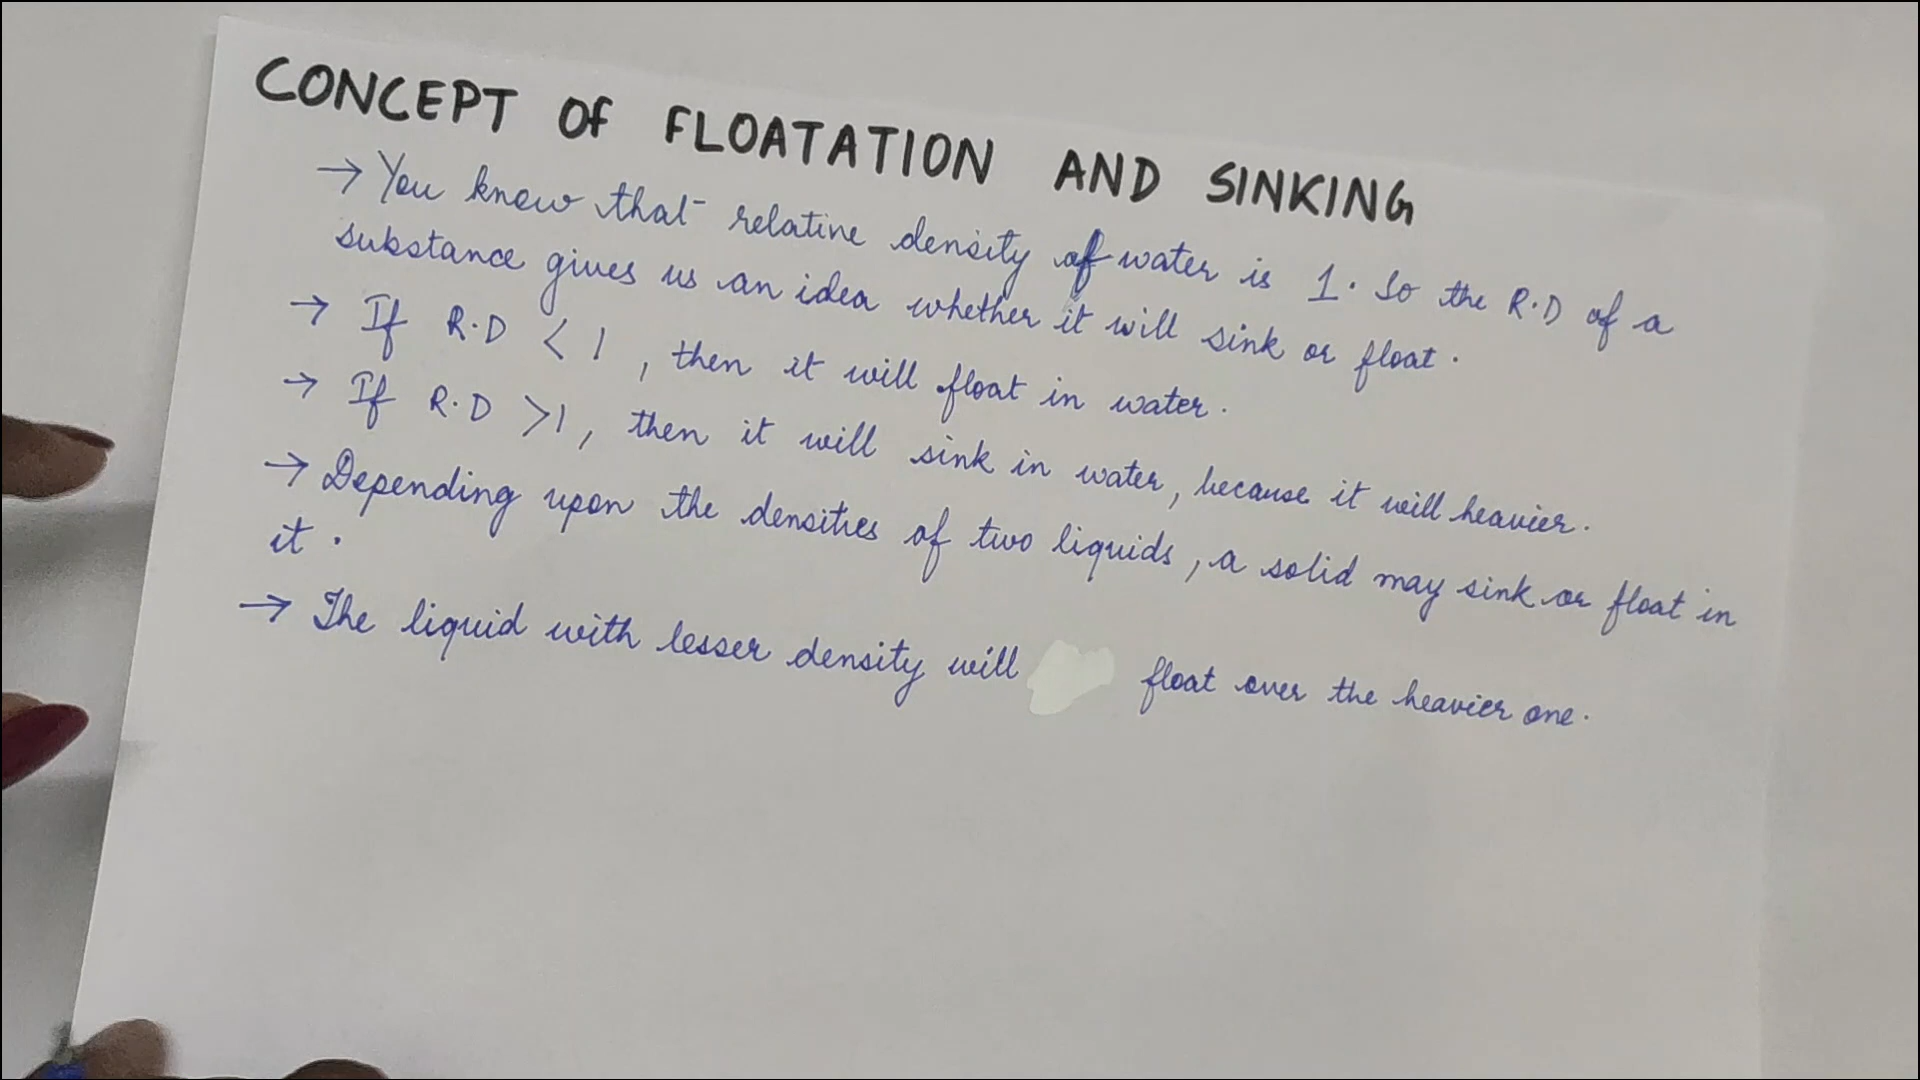 CONCEPT Of FLOATATION AND SINKING
→ You know that relative density of water is 1. So the R.D of a
substance gives us an idea whether it will sink or float.
→ If R.D < 1, then it will float in water.
→ If R.D >1, then it will sink in water, because it will heavier.
→ Depending upon the densities of two liquids, a solid may sink or float in
it.
→ The liquid with lesser density will float over the heavier one.